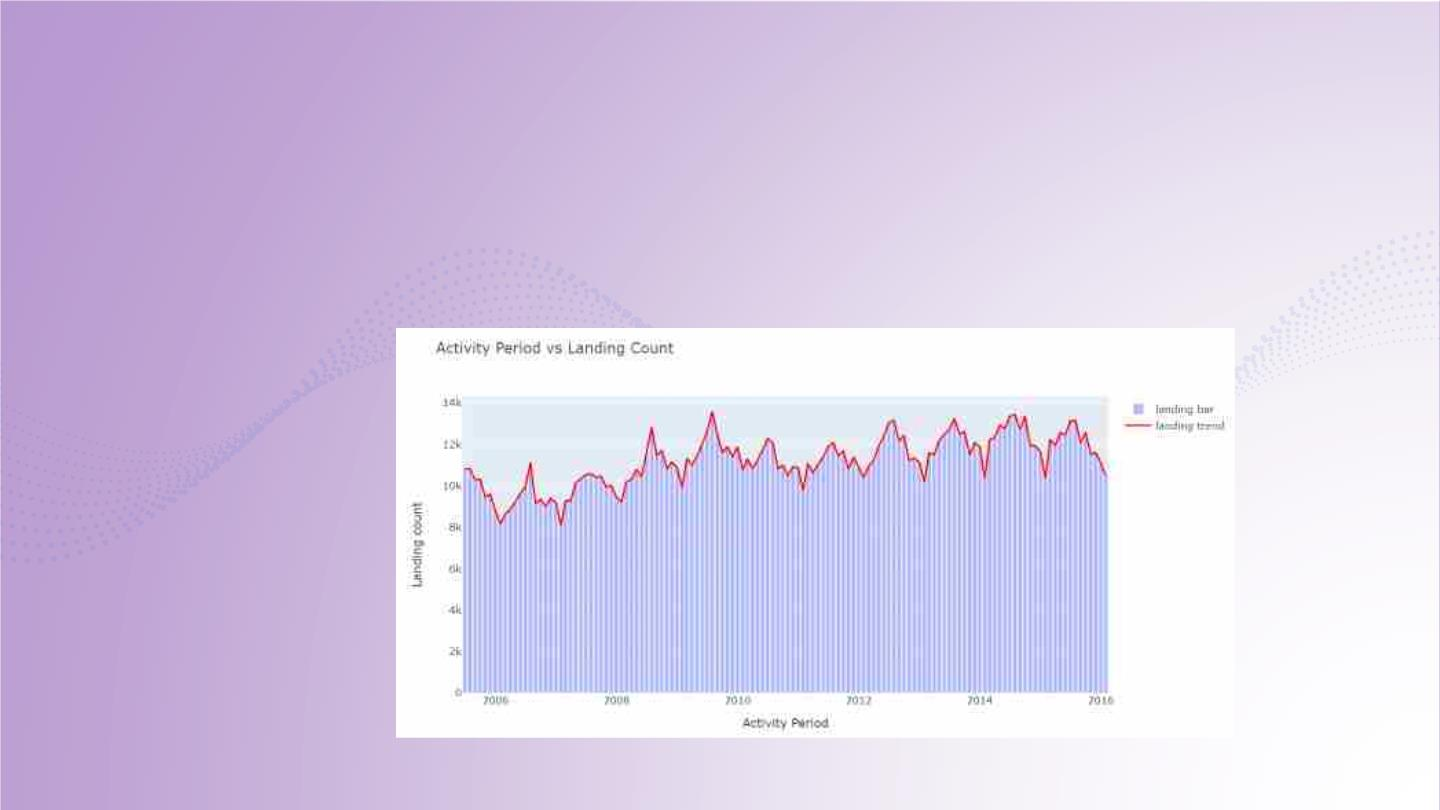 Activity Period vs Landing Count
14k
12k
10k
8k
6k
4k
2k
0
Landing count
2006
2008
2010
2012
2014
2016
Activity Period
landing bar
landing trend